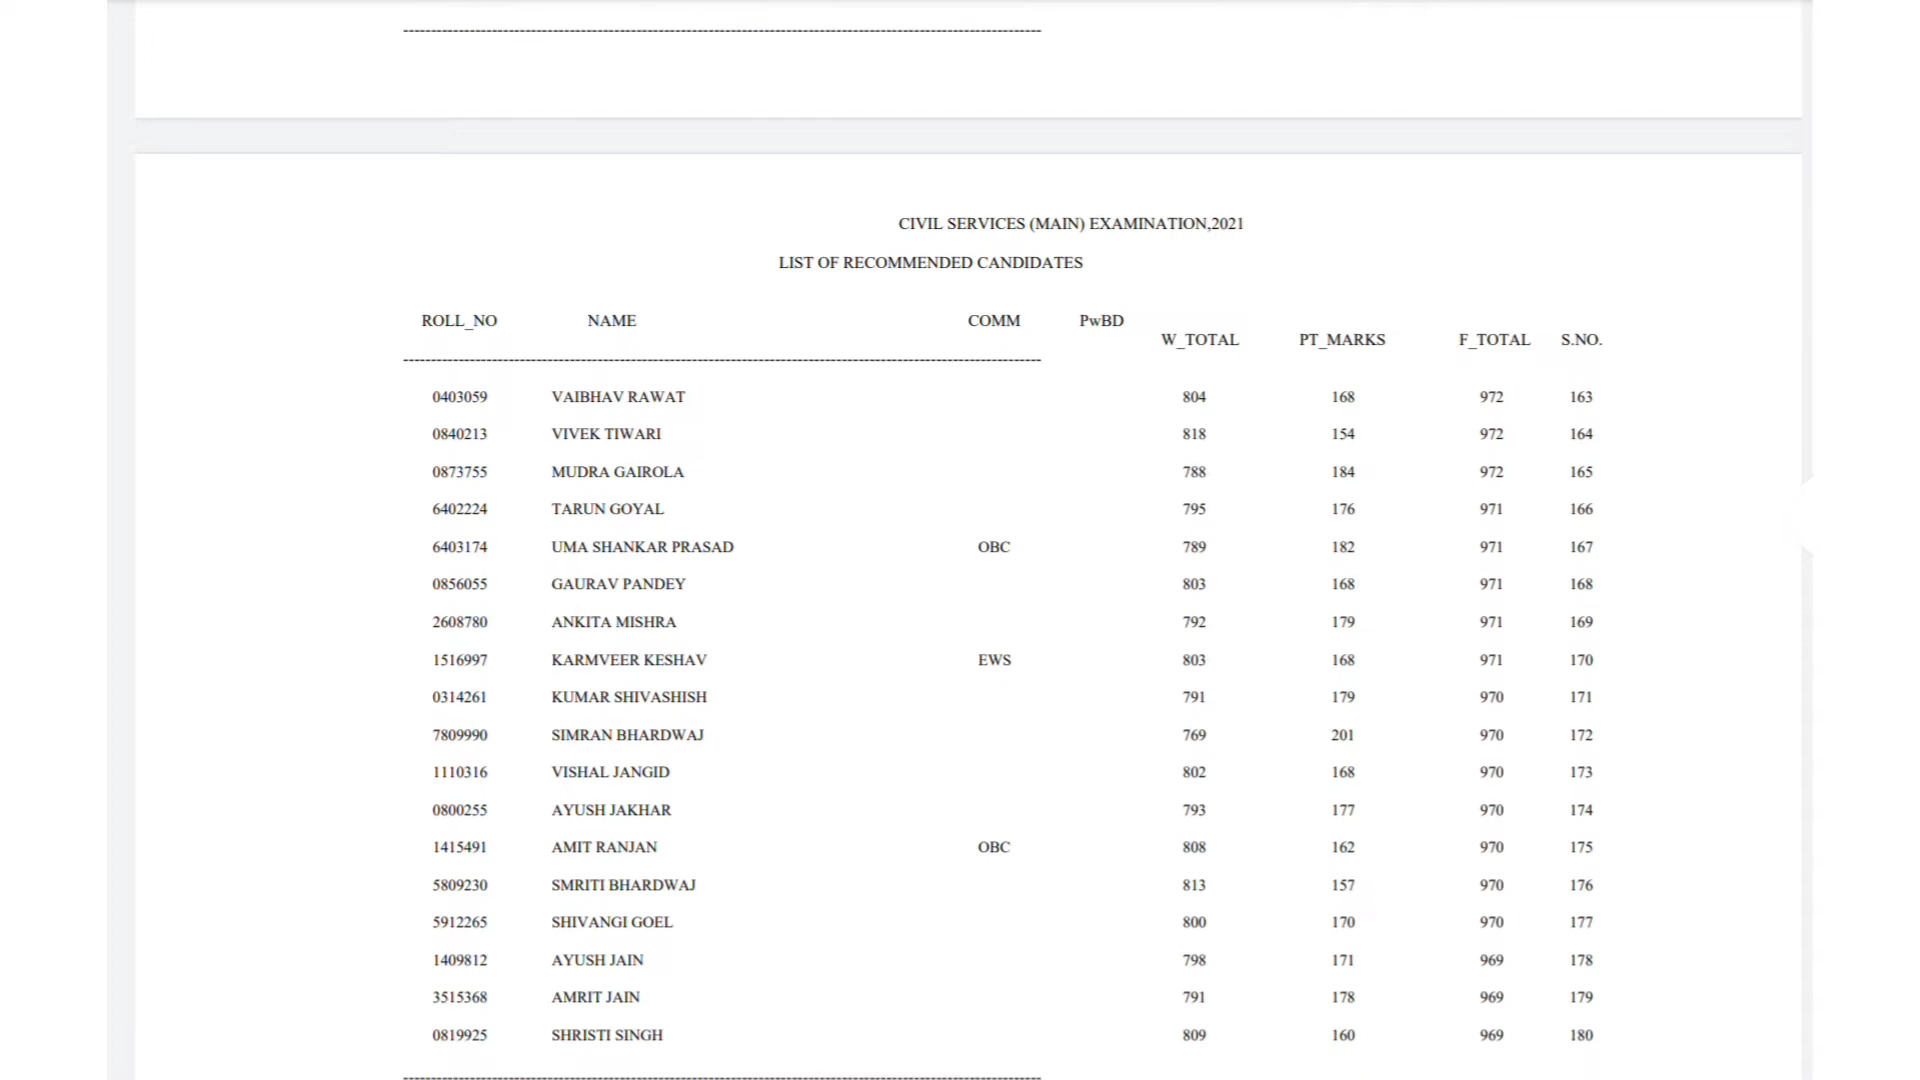 CIVIL SERVICES (MAIN) EXAMINATION,2021
LIST OF RECOMMENDED CANDIDATES
ROLL_NO NAME COMM PwBD W_TOTAL PT_MARKS F_TOTAL S.NO.
0403059 VAIBHAV RAWAT 804 168 972 163
0840213 VIVEK TIWARI 818 154 972 164
0873755 MUDRA GAIROLA 788 184 972 165
6402224 TARUN GOYAL 795 176 971 166
6403174 UMA SHANKAR PRASAD OBC 789 182 971 167
0856055 GAURAV PANDEY 803 168 971 168
2608780 ANKITA MISHRA 792 179 971 169
1516997 KARMVEER KESHAV EWS 803 168 971 170
0314261 KUMAR SHIVASHISH 791 179 970 171
7809990 SIMRAN BHARDWAJ 769 201 970 172
1110316 VISHAL JANGID 802 168 970 173
0800255 AYUSH JAKHAR 793 177 970 174
1415491 AMIT RANJAN OBC 808 162 970 175
5809230 SMRITI BHARDWAJ 813 157 970 176
5912265 SHIVANGI GOEL 800 170 970 177
1409812 AYUSH JAIN 798 171 969 178
3515368 AMRIT JAIN 791 178 969 179
0819925 SHRISTI SINGH 809 160 969 180